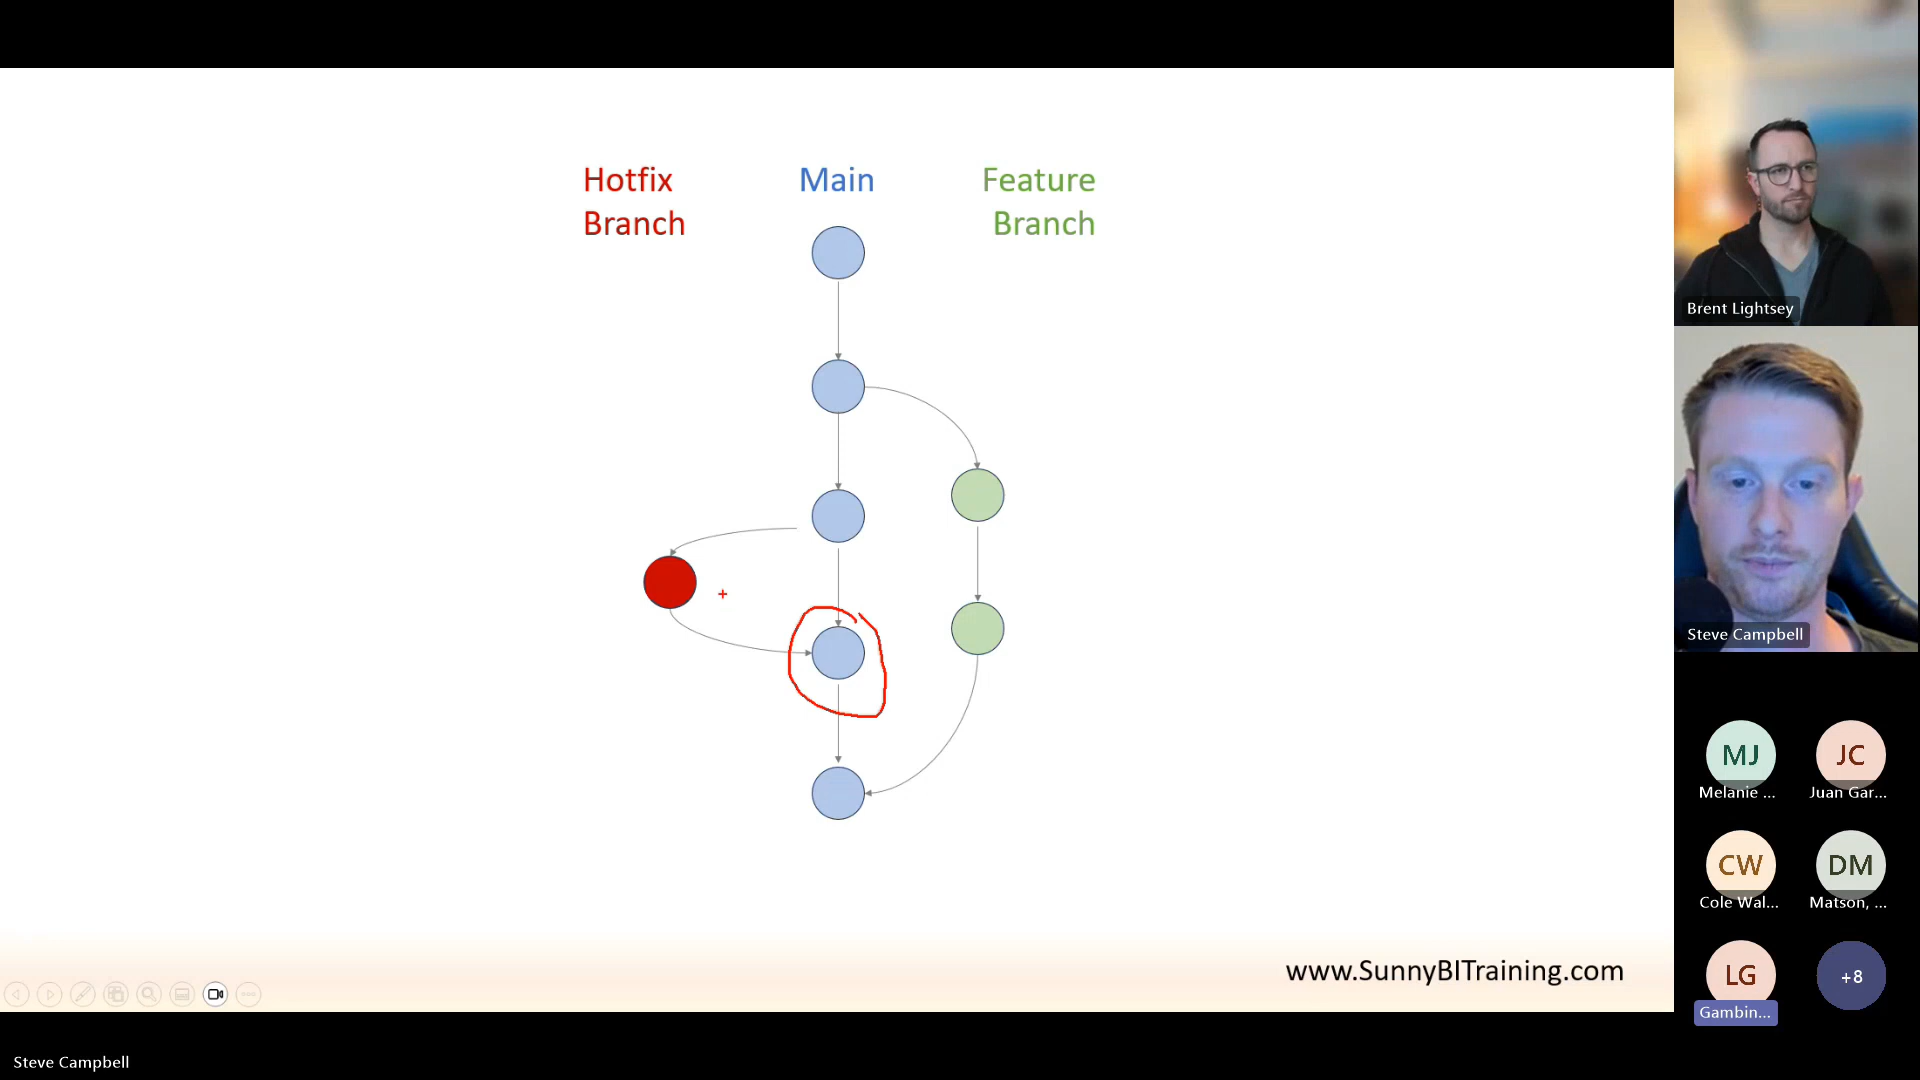 Hotfix
Branch
Main
Feature
Branch
www.SunnyBITraining.com
Steve Campbell
Brent Lightsey
Steve Campbell
MJ
JC
Melanie ...
Juan Gar...
CW
DM
Cole Wal...
Matson, ...
LG
+8
Gambin...